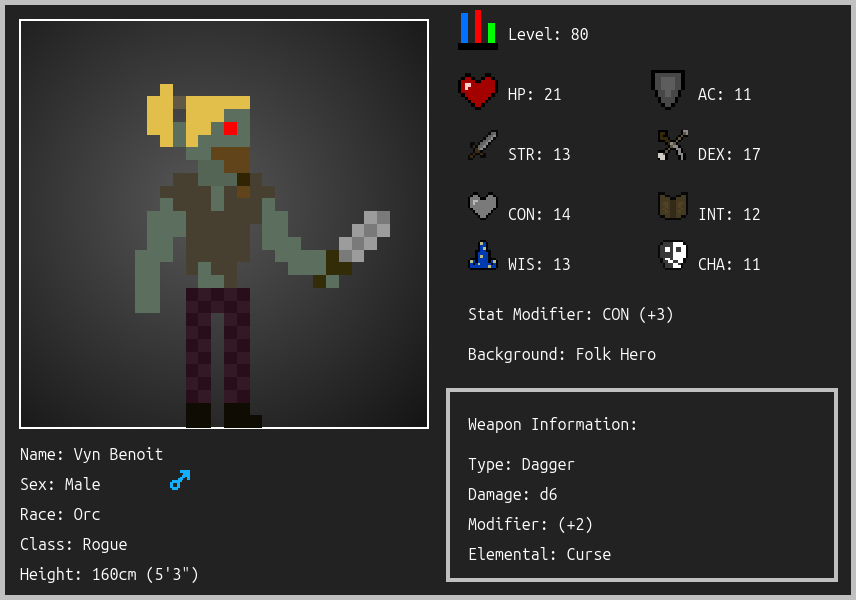 Level: 80
HP: 21
AC: 11
STR: 13
DEX: 17
CON: 14
INT: 12
WIS: 13
CHA: 11
Stat Modifier: CON (+3)
Background: Folk Hero
Weapon Information:
Type: Dagger
Damage: d6
Modifier: (+2)
Elemental: Curse
Name: Vyn Benoit
Sex: Male
Race: Orc
Class: Rogue
Height: 160cm (5'3")